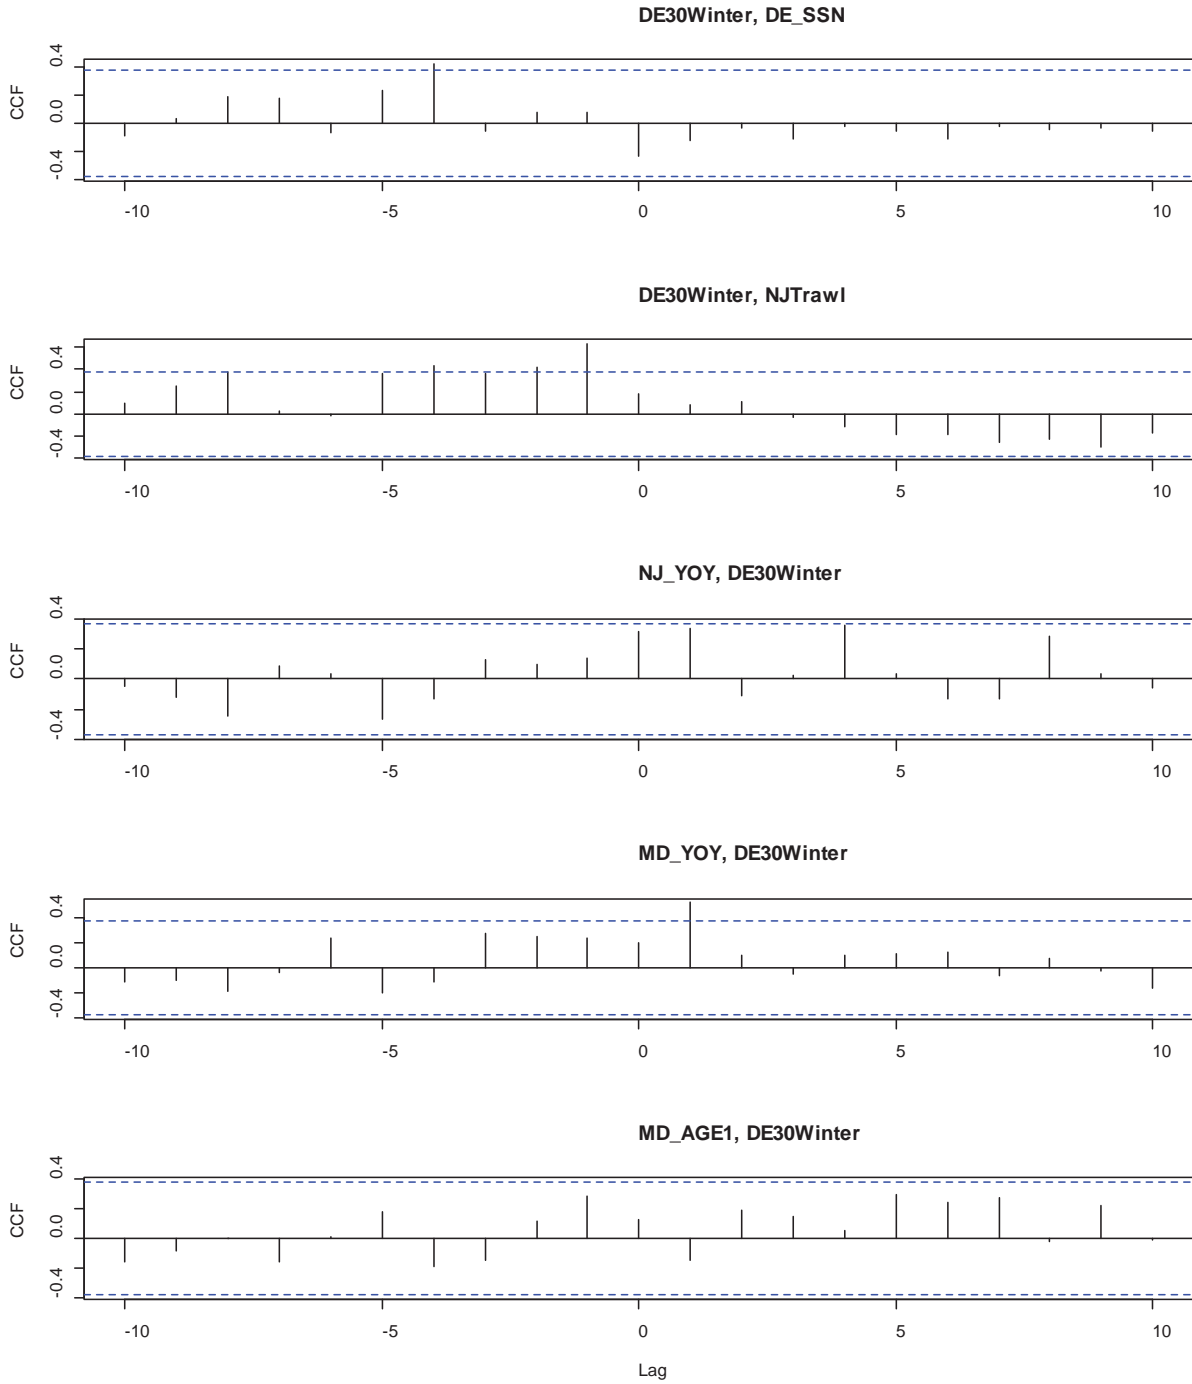 DE30Winter, DE_SSN
CCF
0.4
0.0
-0.4
-10 -5 0 5 10
DE30Winter, NJTrawl
CCF
0.4
0.0
-0.4
-10 -5 0 5 10
NJ_YOY, DE30Winter
CCF
0.4
0.0
-0.4
-10 -5 0 5 10
MD_YOY, DE30Winter
CCF
0.4
0.0
-0.4
-10 -5 0 5 10
MD_AGE1, DE30Winter
CCF
0.4
0.0
-0.4
-10 -5 0 5 10
Lag